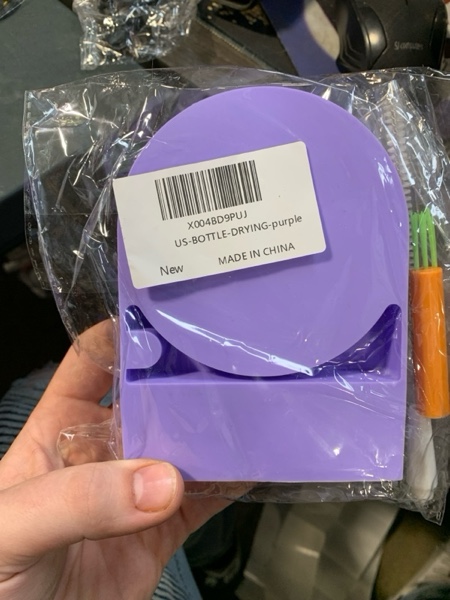 X004BD9PUJ
US-BOTTLE-DRYING-purple
New
MADE IN CHINA